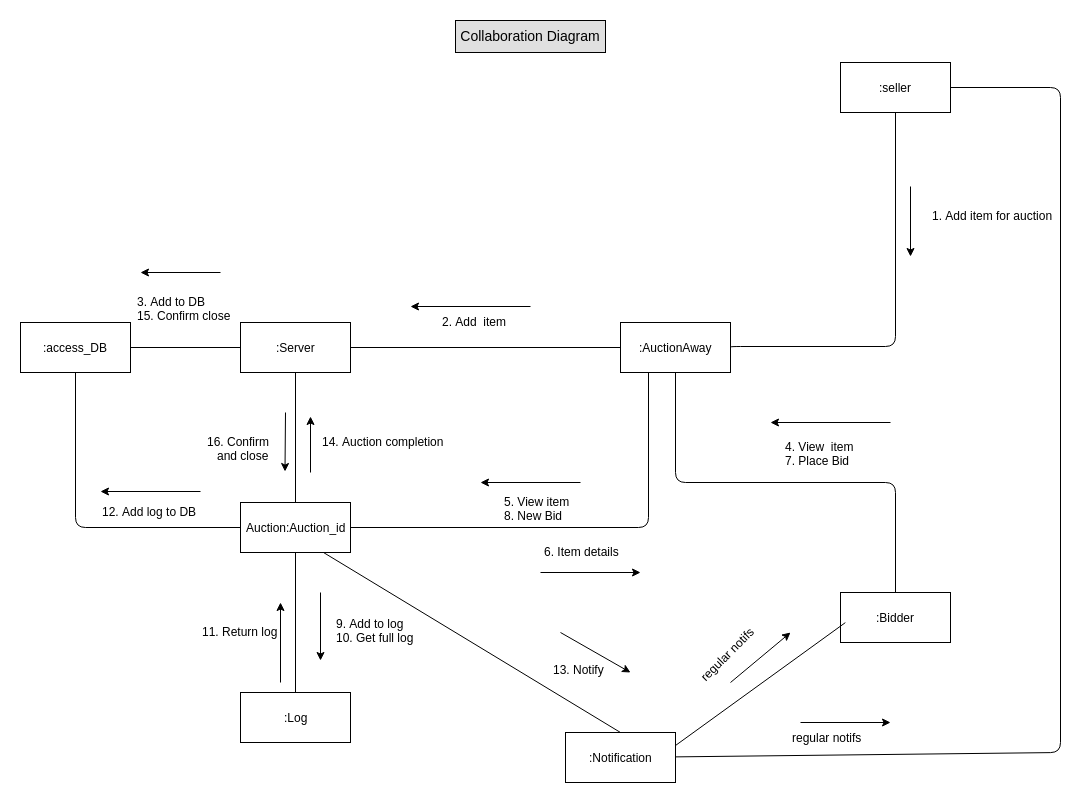 Collaboration Diagram
:seller
1. Add item for auction
3. Add to DB
15. Confirm close
2. Add  item
:access_DB
:Server
:AuctionAway
16. Confirm
and close
14. Auction completion
4. View  item
7. Place Bid
12. Add log to DB
5. View item
8. New Bid
Auction:Auction_id
6. Item details
11. Return log
9. Add to log
10. Get full log
:Bidder
13. Notify
regular notifs
:Log
regular notifs
:Notification